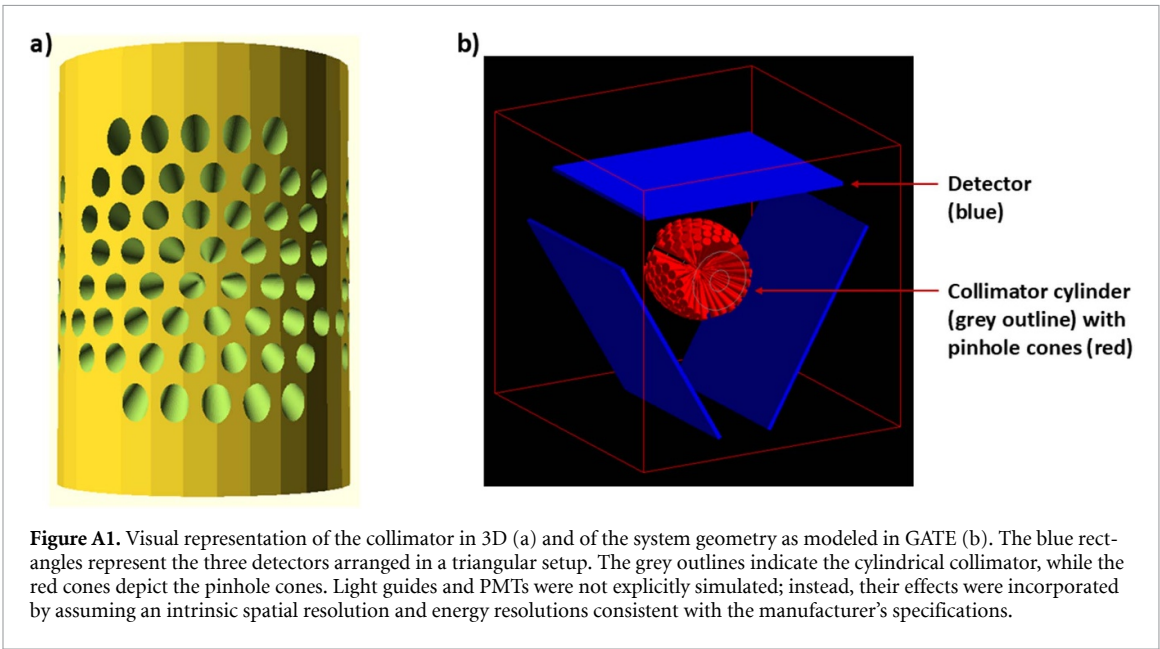 a)
b)
Detector
(blue)
Collimator cylinder
(grey outline) with
pinhole cones (red)
Figure A1. Visual representation of the collimator in 3D (a) and of the system geometry as modeled in GATE (b). The blue rect-
angles represent the three detectors arranged in a triangular setup. The grey outlines indicate the cylindrical collimator, while the
red cones depict the pinhole cones. Light guides and PMTs were not explicitly simulated; instead, their effects were incorporated
by assuming an intrinsic spatial resolution and energy resolutions consistent with the manufacturer’s specifications.